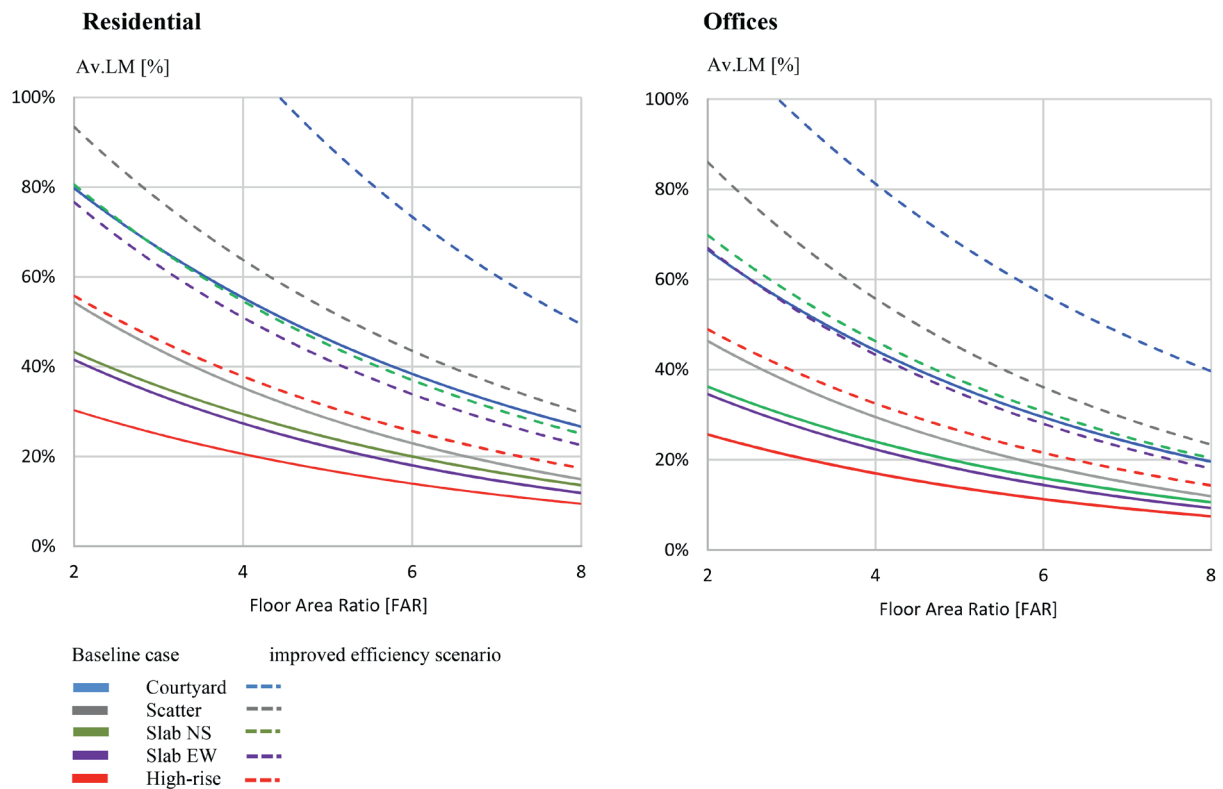 Residential
Av.LM [%]
100%
80%
60%
40%
20%
0%
2 4 6 8
Floor Area Ratio [FAR]
Offices
Av.LM [%]
100%
80%
60%
40%
20%
0%
2 4 6 8
Floor Area Ratio [FAR]
Baseline case improved efficiency scenario
Courtyard
Scatter
Slab NS
Slab EW
High-rise